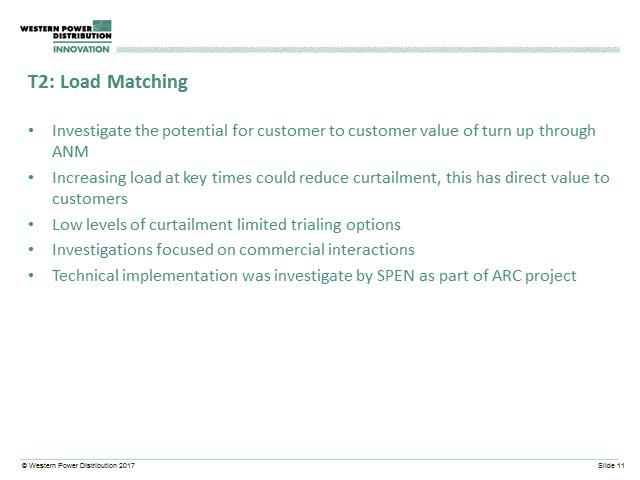 WESTERN POWER
DISTRIBUTION
INNOVATION
T2: Load Matching
• Investigate the potential for customer to customer value of turn up through
ANM
• Increasing load at key times could reduce curtailment, this has direct value to
customers
• Low levels of curtailment limited trialing options
• Investigations focused on commercial interactions
• Technical implementation was investigate by SPEN as part of ARC project
© Western Power Distribution 2017
Slide 11